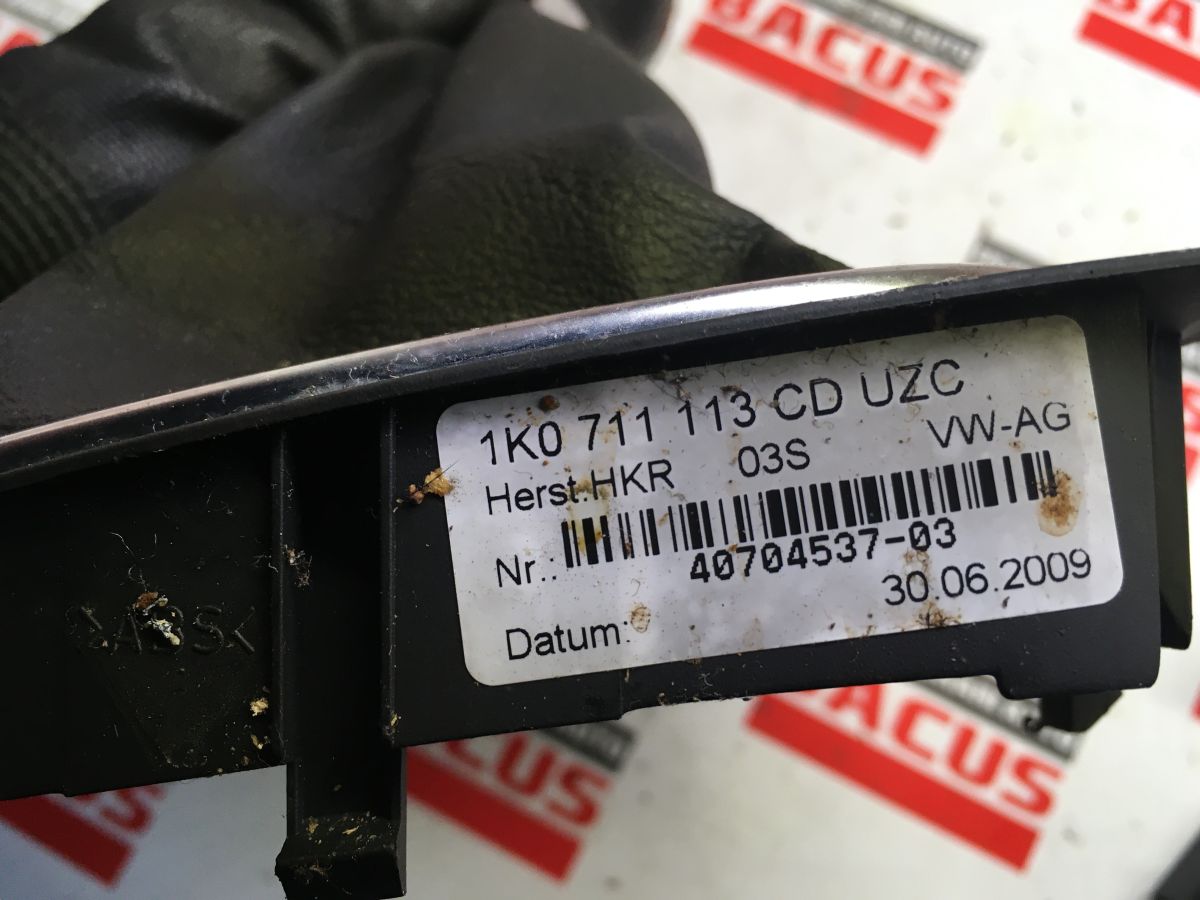 BACUS
BACUS
1K0 711 113 CD UZC
Herst.:HKR 03S VW-AG
Nr.:
40704537-03
30.06.2009
Datum:
BACUS
BACUS